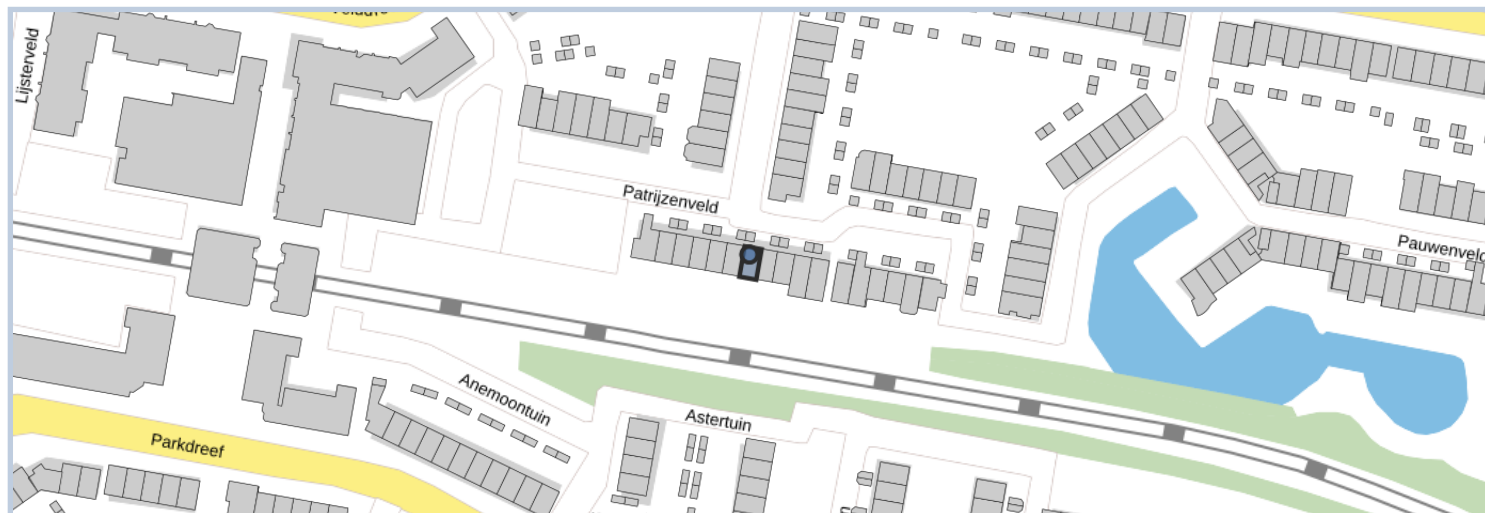 Lijsterveld
Patrijzenveld
Pauwenveld
Anemoontuin
Astertuin
Parkdreef